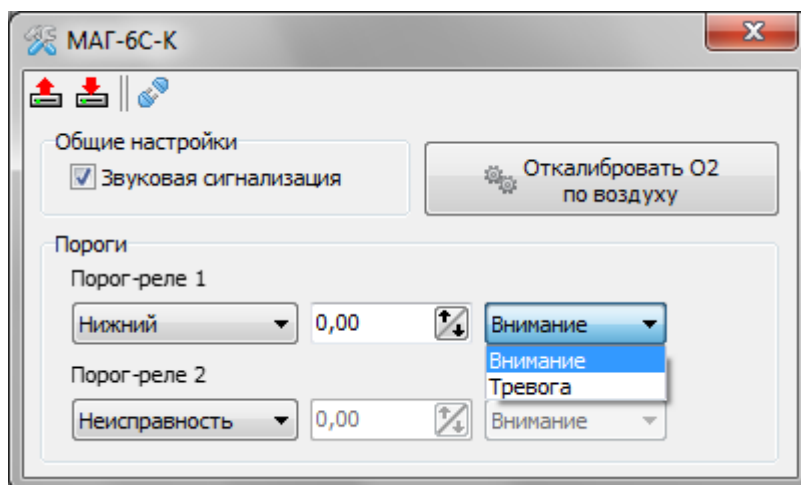 МАГ-6С-К
Общие настройки
Звуковая сигнализация
Откалибровать О2
по воздуху
Пороги
Порог-реле 1
Нижний 0,00 Внимание
Внимание
Тревога
Порог-реле 2
Неисправность 0,00 Внимание